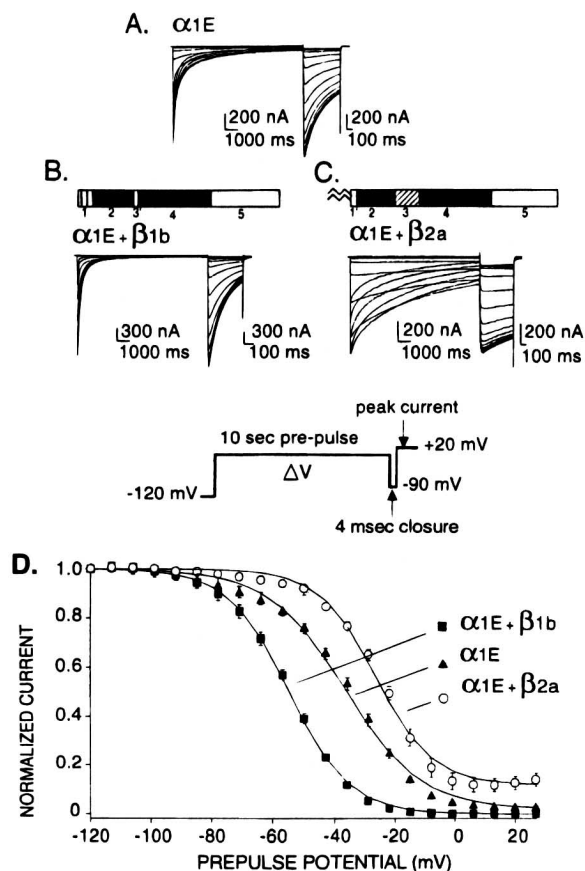 A.
α1E
200 nA
1000 ms
200 nA
100 ms
B.
1 2 3 4 5
α1E + β1b
300 nA
1000 ms
300 nA
100 ms
C.
1 2 3 4 5
α1E + β2a
200 nA
1000 ms
200 nA
100 ms
peak current
10 sec pre-pulse
+20 mV
ΔV
-120 mV
-90 mV
4 msec closure
D.
NORMALIZED CURRENT
1.0
0.8
0.6
0.4
0.2
0
α1E + β1b
α1E
α1E + β2a
-120 -100 -80 -60 -40 -20 0 20
PREPULSE POTENTIAL (mV)